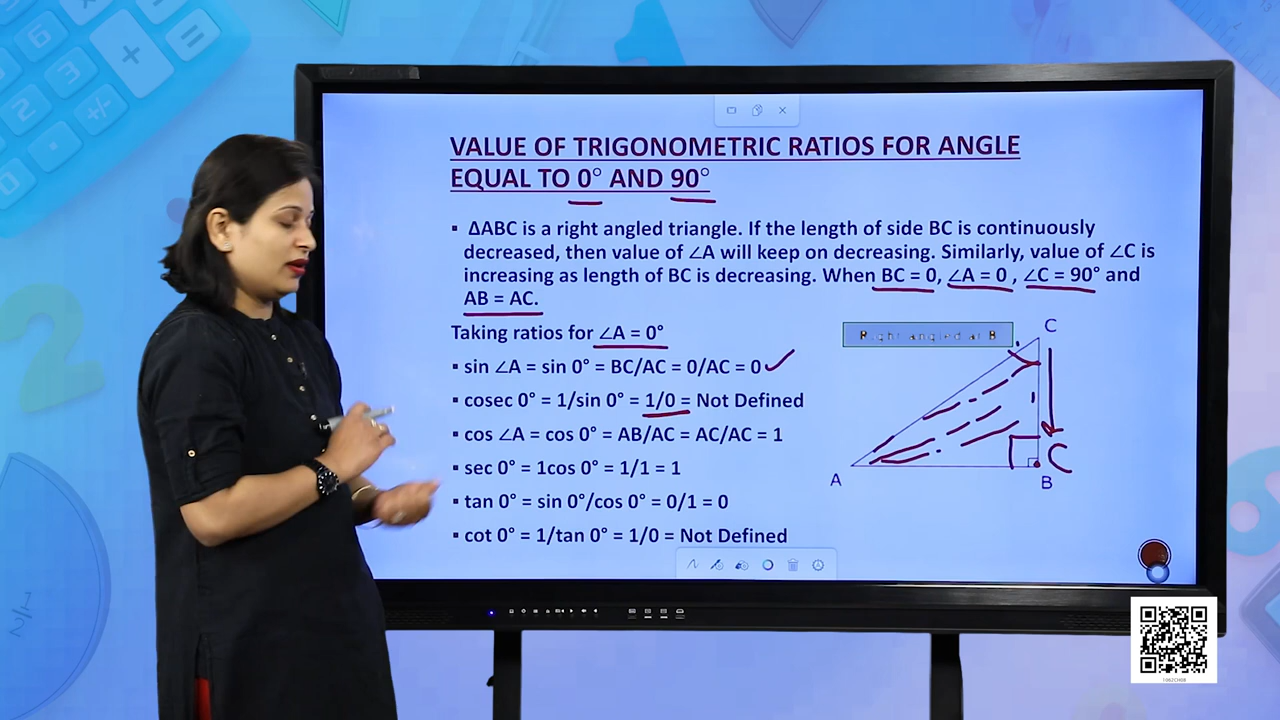 VALUE OF TRIGONOMETRIC RATIOS FOR ANGLE
EQUAL TO 0° AND 90°
▪ ΔABC is a right angled triangle. If the length of side BC is continuously
decreased, then value of ∠A will keep on decreasing. Similarly, value of ∠C is
increasing as length of BC is decreasing. When BC = 0, ∠A = 0 , ∠C = 90° and
AB = AC.
Taking ratios for ∠A = 0°
▪ sin ∠A = sin 0° = BC/AC = 0/AC = 0
▪ cosec 0° = 1/sin 0° = 1/0 = Not Defined
▪ cos ∠A = cos 0° = AB/AC = AC/AC = 1
▪ sec 0° = 1cos 0° = 1/1 = 1
▪ tan 0° = sin 0°/cos 0° = 0/1 = 0
▪ cot 0° = 1/tan 0° = 1/0 = Not Defined
Right angled at B
C
C
A
B
1062CH08